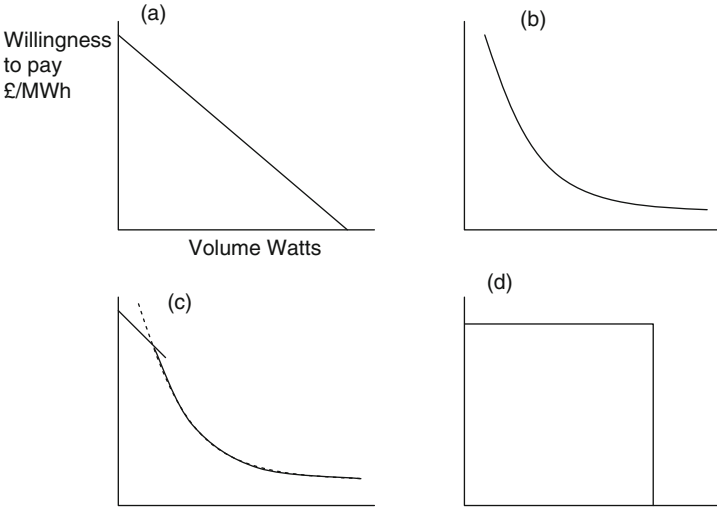 (a)
Willingness
to pay
£/MWh
Volume Watts
(b)
(c)
(d)